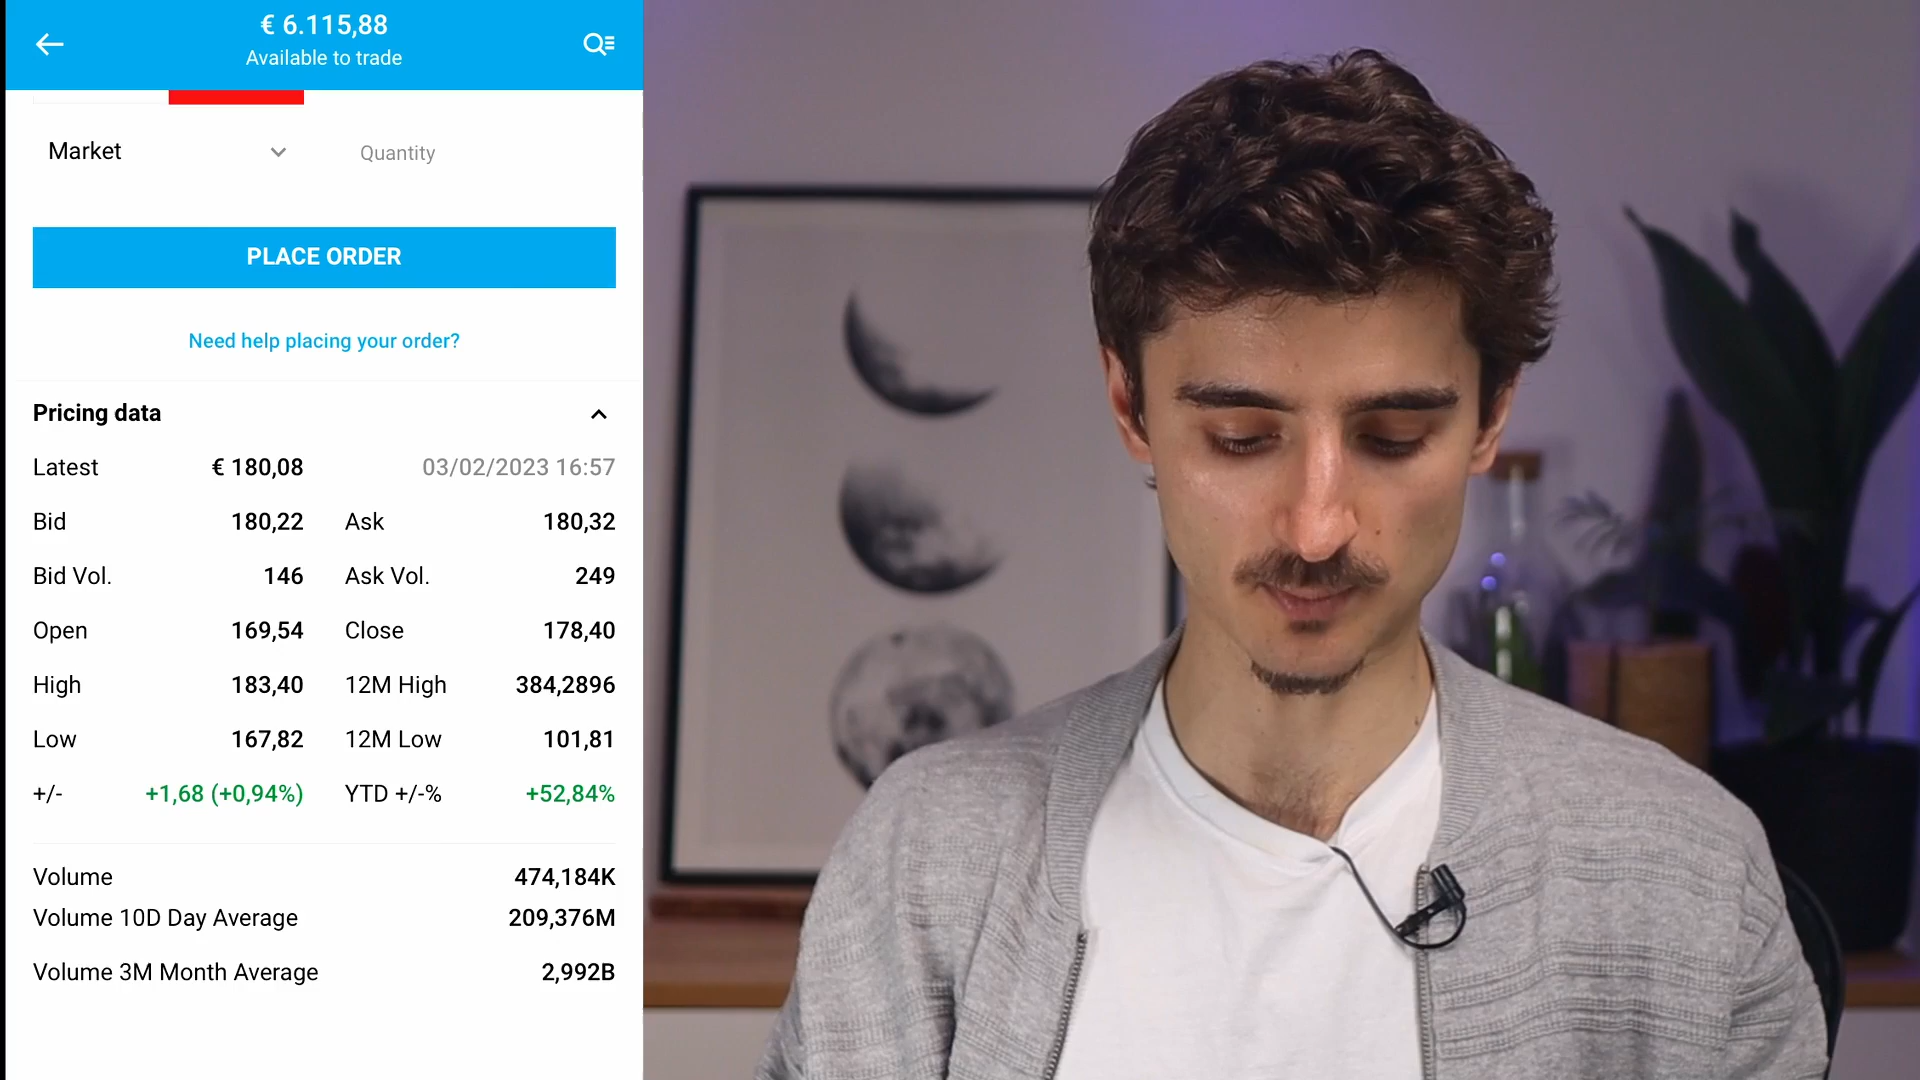 € 6.115,88
Available to trade
Market
Quantity
PLACE ORDER
Need help placing your order?
Pricing data
Latest € 180,08 03/02/2023 16:57
Bid 180,22 Ask 180,32
Bid Vol. 146 Ask Vol. 249
Open 169,54 Close 178,40
High 183,40 12M High 384,2896
Low 167,82 12M Low 101,81
+/- +1,68 (+0,94%) YTD +/-% +52,84%
Volume 474,184K
Volume 10D Day Average 209,376M
Volume 3M Month Average 2,992B